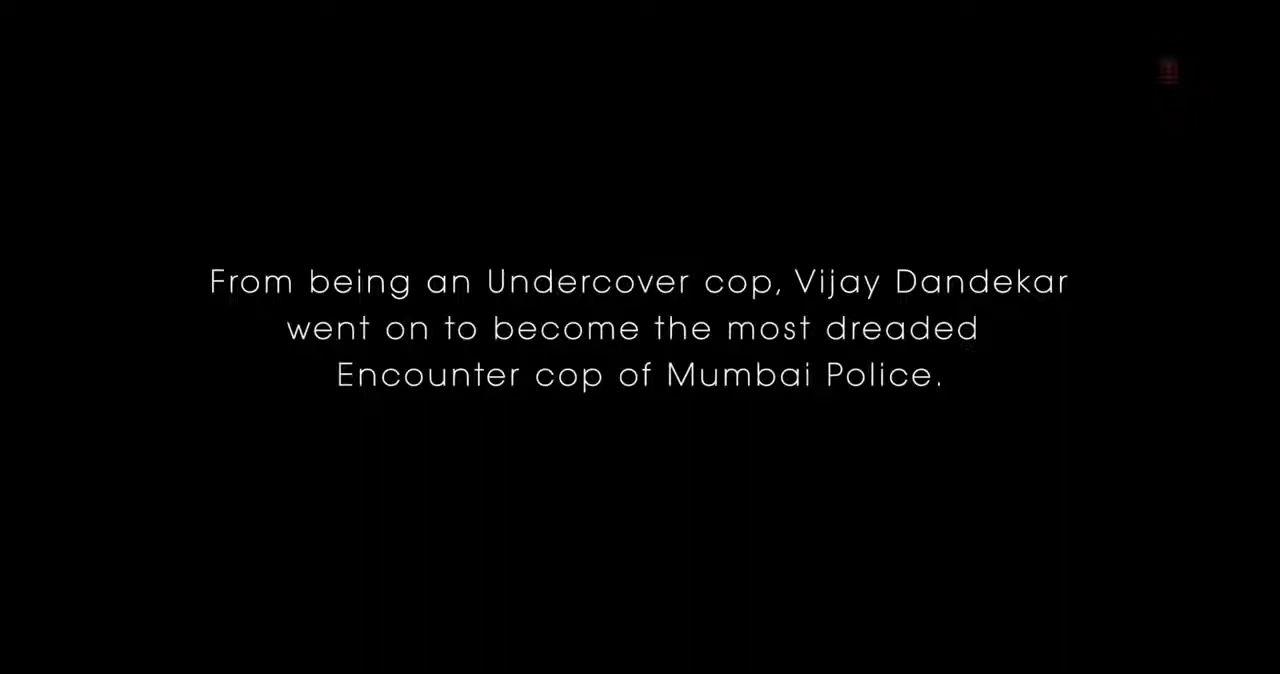 From being an Undercover cop, Vijay Dandekar
went on to become the most dreaded
Encounter cop of Mumbai Police.